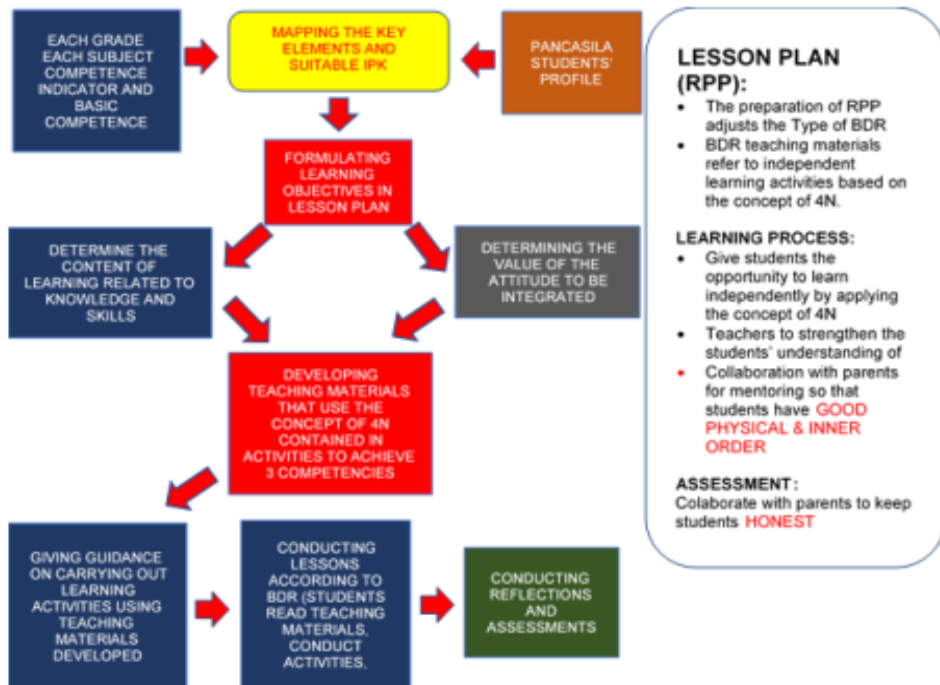 EACH GRADE
EACH SUBJECT
COMPETENCE
INDICATOR AND
BASIC
COMPETENCE
MAPPING THE KEY
ELEMENTS AND
SUITABLE IPK
PANCASILA
STUDENTS'
PROFILE
FORMULATING
LEARNING
OBJECTIVES IN
LESSON PLAN
DETERMINE THE
CONTENT OF
LEARNING RELATED TO
KNOWLEDGE AND
SKILLS
DETERMINING THE
VALUE OF THE
ATTITUDE TO BE
INTEGRATED
DEVELOPING
TEACHING MATERIALS
THAT USE THE
CONCEPT OF 4N
CONTAINED IN
ACTIVITIES TO ACHIEVE
3 COMPETENCIES
GIVING GUIDANCE
ON CARRYING OUT
LEARNING
ACTIVITIES USING
TEACHING
MATERIALS
DEVELOPED
CONDUCTING
LESSONS
ACCORDING TO
BDR (STUDENTS
READ TEACHING
MATERIALS,
CONDUCT
ACTIVITIES,
CONDUCTING
REFLECTIONS
AND
ASSESSMENTS
LESSON PLAN
(RPP):
• The preparation of RPP
adjusts the Type of BDR
• BDR teaching materials
refer to independent
learning activities based on
the concept of 4N.
LEARNING PROCESS:
• Give students the
opportunity to learn
independently by applying
the concept of 4N
• Teachers to strengthen the
students' understanding of
• Collaboration with parents
for mentoring so that
students have GOOD
PHYSICAL & INNER
ORDER
ASSESSMENT:
Colaborate with parents to keep
students HONEST